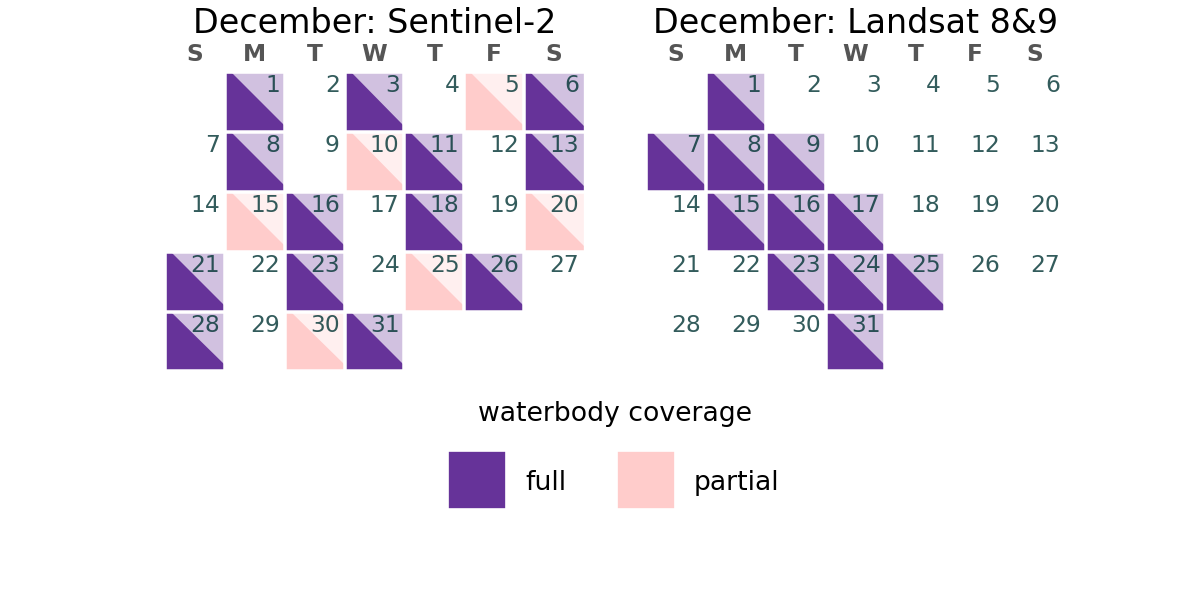 December: Sentinel-2
S M T W T F S
1 2 3 4 5 6
7 8 9 10 11 12 13
14 15 16 17 18 19 20
21 22 23 24 25 26 27
28 29 30 31
December: Landsat 8&9
S M T W T F S
1 2 3 4 5 6
7 8 9 10 11 12 13
14 15 16 17 18 19 20
21 22 23 24 25 26 27
28 29 30 31
waterbody coverage
full partial